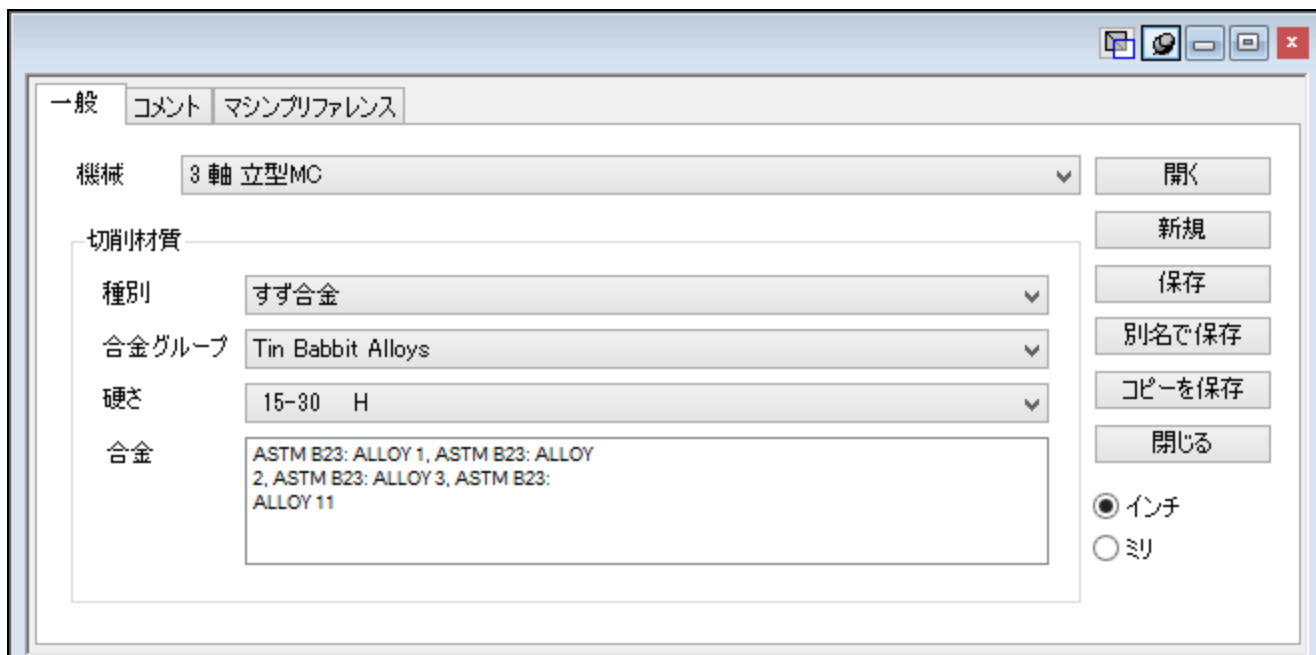 一般 コメント マシンプリファレンス
機械 3 軸 立型MC 開く
新規
切削材質
種別 すず合金 保存
合金グループ Tin Babbit Alloys 別名で保存
硬さ 15-30 H コピーを保存
合金 ASTM B23: ALLOY 1, ASTM B23: ALLOY 閉じる
2, ASTM B23: ALLOY 3, ASTM B23:
ALLOY 11
インチ
ミリ